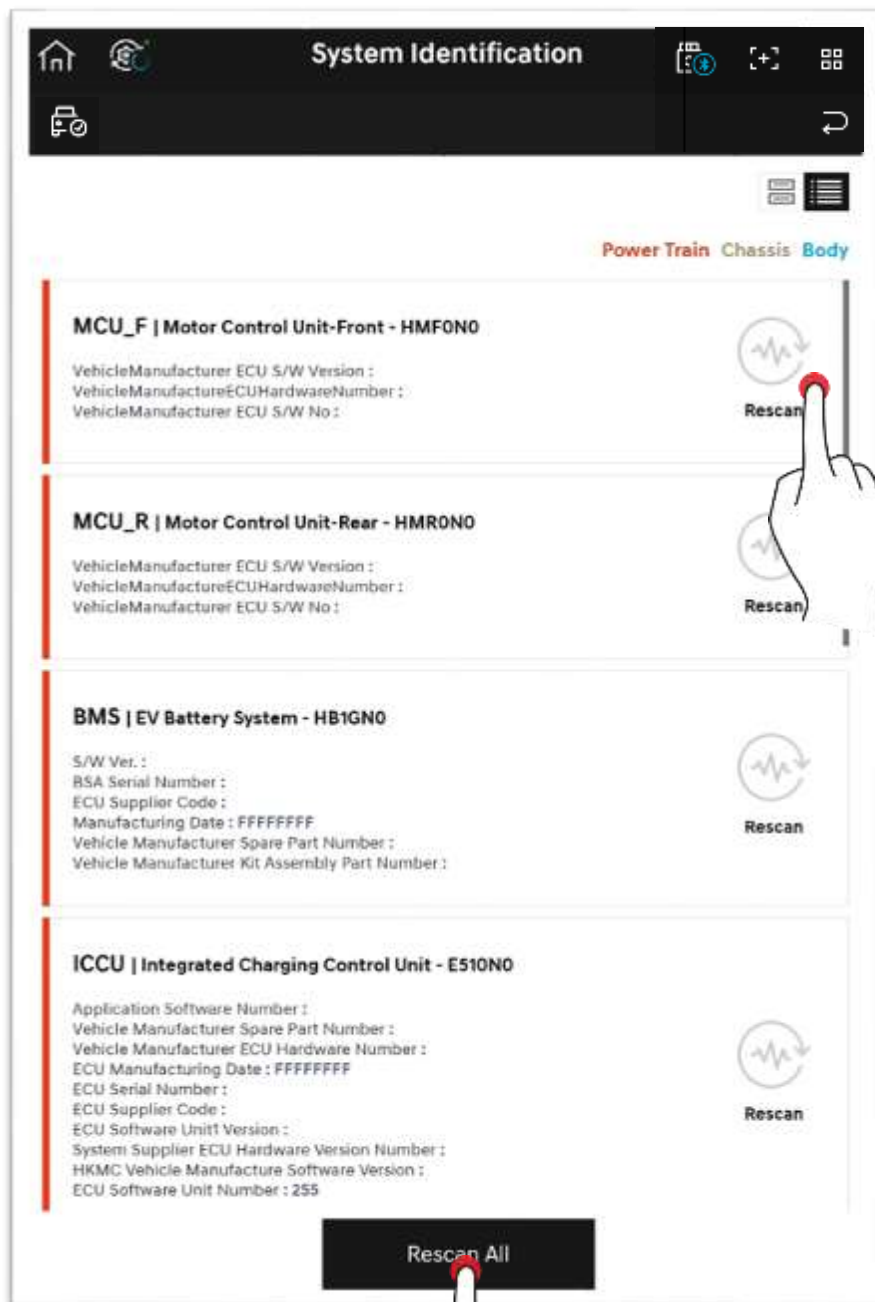 System Identification
Power Train Chassis Body
MCU_F | Motor Control Unit-Front - HMF0N0
VehicleManufacturer ECU S/W Version :
VehicleManufactureECUHardwareNumber :
VehicleManufacturer ECU S/W No :
Rescan
MCU_R | Motor Control Unit-Rear - HMR0N0
VehicleManufacturer ECU S/W Version :
VehicleManufactureECUHardwareNumber :
VehicleManufacturer ECU S/W No :
Rescan
BMS | EV Battery System - HB1GN0
S/W Ver. :
BSA Serial Number :
ECU Supplier Code :
Manufacturing Date : FFFFFFFF
Vehicle Manufacturer Spare Part Number :
Vehicle Manufacturer Kit Assembly Part Number :
Rescan
ICCU | Integrated Charging Control Unit - E510N0
Application Software Number :
Vehicle Manufacturer Spare Part Number :
Vehicle Manufacturer ECU Hardware Number :
ECU Manufacturing Date : FFFFFFFF
ECU Serial Number :
ECU Supplier Code :
ECU Software Unit1 Version :
System Supplier ECU Hardware Version Number :
HKMC Vehicle Manufacture Software Version :
ECU Software Unit Number : 255
Rescan
Rescan All